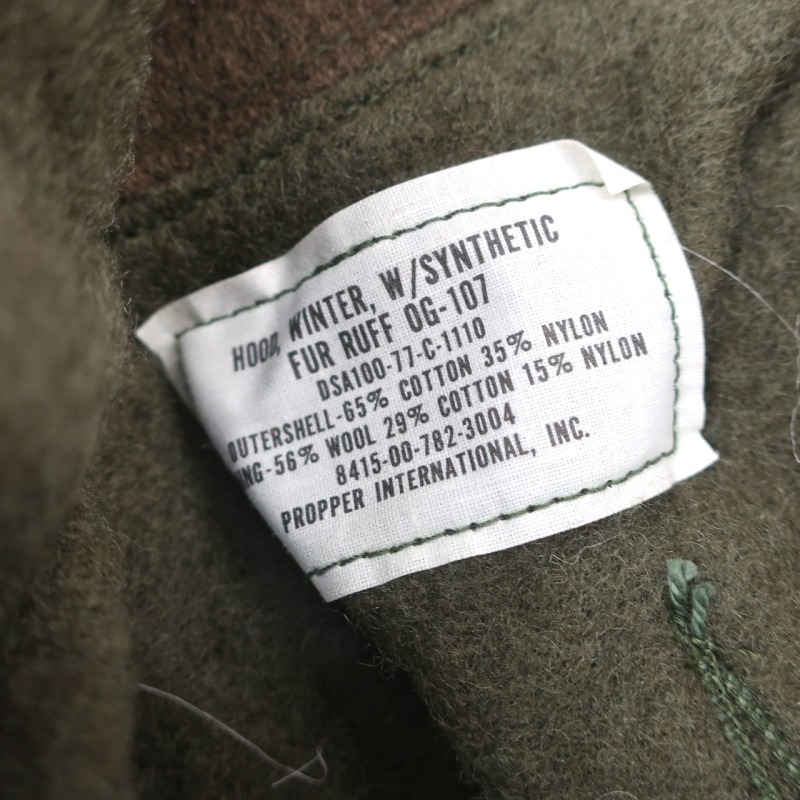 HOOD, WINTER, W/SYNTHETIC
FUR RUFF OG-107
DSA100-77-C-1110
OUTERSHELL-65% COTTON 35% NYLON
NG-56% WOOL 29% COTTON 15% NYLON
8415-00-782-3004
PROPPER INTERNATIONAL, INC.